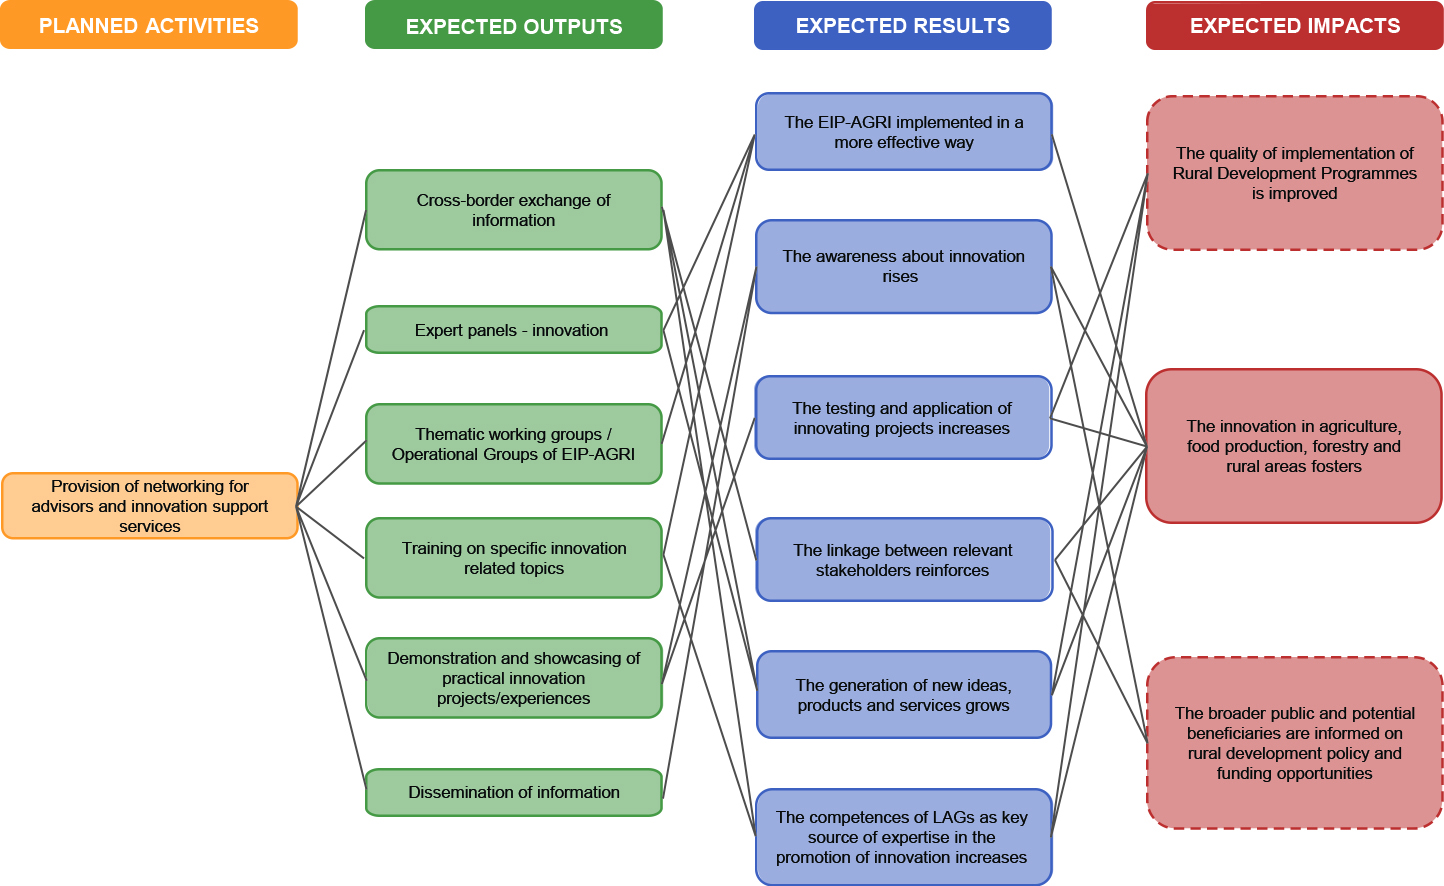 PLANNED ACTIVITIES
EXPECTED OUTPUTS
EXPECTED RESULTS
EXPECTED IMPACTS
Provision of networking for
advisors and innovation support
services
Cross-border exchange of
information
Expert panels - innovation
Thematic working groups /
Operational Groups of EIP-AGRI
Training on specific innovation
related topics
Demonstration and showcasing of
practical innovation
projects/experiences
Dissemination of information
The EIP-AGRI implemented in a
more effective way
The awareness about innovation
rises
The testing and application of
innovating projects increases
The linkage between relevant
stakeholders reinforces
The generation of new ideas,
products and services grows
The competences of LAGs as key
source of expertise in the
promotion of innovation increases
The quality of implementation of
Rural Development Programmes
is improved
The innovation in agriculture,
food production, forestry and
rural areas fosters
The broader public and potential
beneficiaries are informed on
rural development policy and
funding opportunities